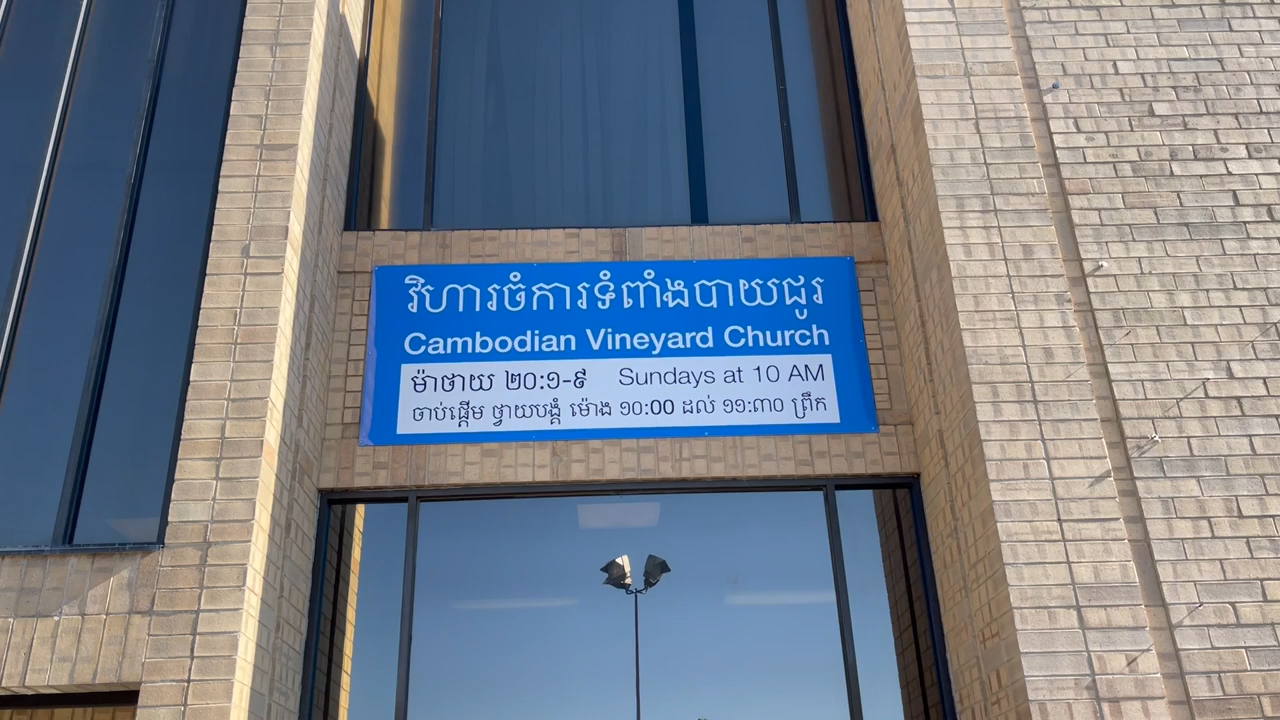 វិហារចំការទំពាំងបាយជូរ
Cambodian Vineyard Church
ម៉ាថាយ ២០:១-៩ Sundays at 10 AM
ចាប់ផ្តើម ថ្វាយបង្គំ ម៉ោង ១០:00 ដល់ ១១:៣០ ព្រឹក